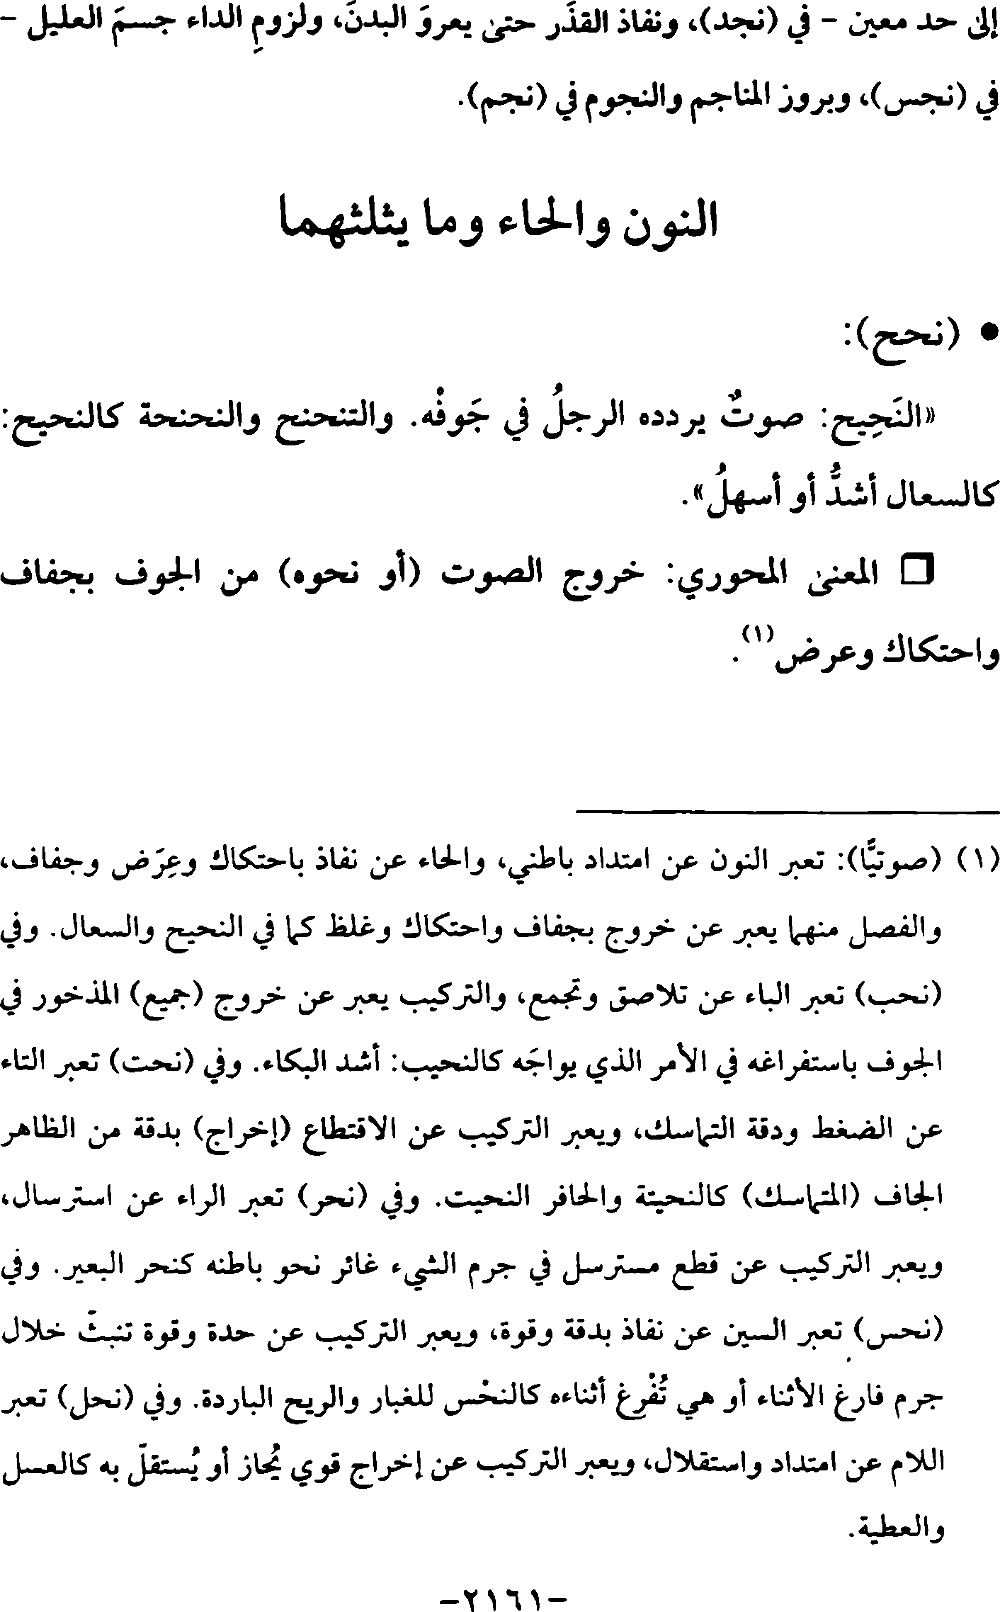 إلى حد معين - في (نجد)، ونفاذ القذَر حتى يعروَ البدنَ، ولزومِ الداء جسمَ العليل -
في (نجس)، وبروز المناجم والنجوم في (نجم).
النون والحاء وما يثلثهما
• (نحح):
«النَحِيح: صوتٌ يردده الرجلُ في جَوفْه. والتنحنح والنحنحة كالنحيح:
كالسعال أشدُّ أو أسهلُ».
❒ المعنى المحوري: خروج الصوت (أو نحوه) من الجوف بجفاف
واحتكاك وعرض(١).
(١) (صوتيًّا): تعبر النون عن امتداد باطني، والحاء عن نفاذ باحتكاك وعِرَض وجفاف،
والفصل منهما يعبر عن خروج بجفاف واحتكاك وغلظ كما في النحيح والسعال. وفي
(نحب) تعبر الباء عن تلاصق وتجمع، والتركيب يعبر عن خروج (جميع) المذخور في
الجوف باستفراغه في الأمر الذي يواجَه كالنحيب: أشد البكاء. وفي (نحت) تعبر التاء
عن الضغط ودقة التماسك، ويعبر التركيب عن الاقتطاع (إخراج) بدقة من الظاهر
الجاف (المتماسك) كالنحيتة والحافر النحيت. وفي (نحر) تعبر الراء عن استرسال،
ويعبر التركيب عن قطع مسترسل في جرم الشيء غائر نحو باطنه كنحر البعير. وفي
(نحس) تعبر السين عن نفاذ بدقة وقوة، ويعبر التركيب عن حدة وقوة تنبثّ خلال
جرم فارغ الأثناء أو هي تُفْرِغ أثناءه كالنحْس للغبار والريح الباردة. وفي (نحل) تعبر
اللام عن امتداد واستقلال، ويعبر التركيب عن إخراج قوي يُحاز أو يُستقلّ به كالعسل
والعطية.
-٢١٦١-